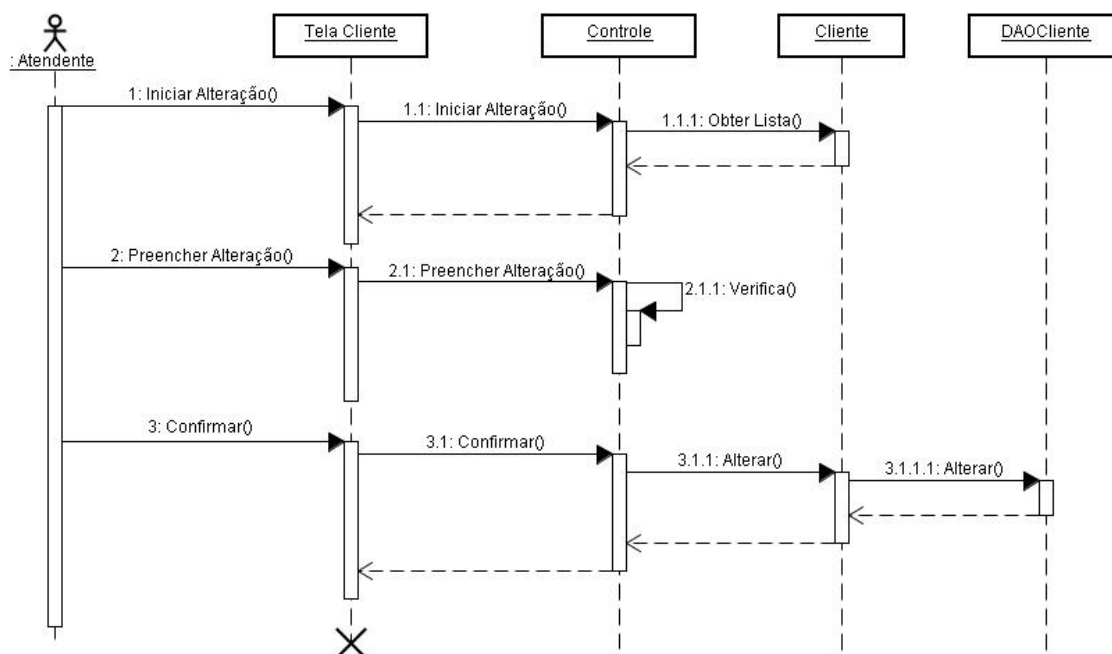 : Atendente
Tela Cliente
Controle
Cliente
DAOCliente
1: Iniciar Alteração()
1.1: Iniciar Alteração()
1.1.1: Obter Lista()
2: Preencher Alteração()
2.1: Preencher Alteração()
2.1.1: Verifica()
3: Confirmar()
3.1: Confirmar()
3.1.1: Alterar()
3.1.1.1: Alterar()